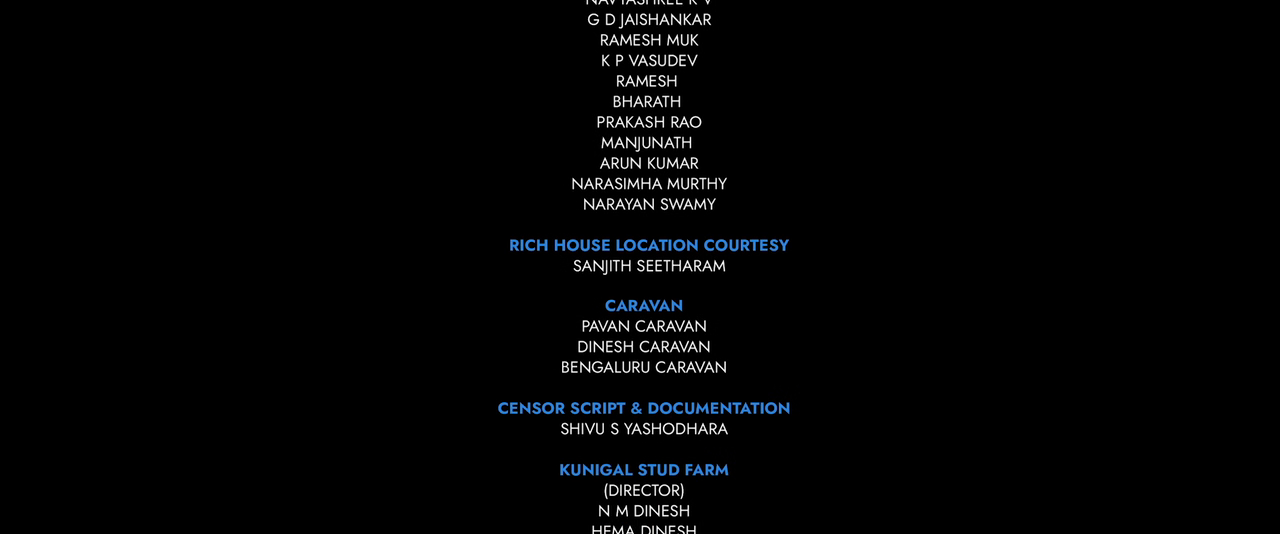 NAVYASHREE K V
G D JAISHANKAR
RAMESH MUK
K P VASUDEV
RAMESH
BHARATH
PRAKASH RAO
MANJUNATH
ARUN KUMAR
NARASIMHA MURTHY
NARAYAN SWAMY
RICH HOUSE LOCATION COURTESY
SANJITH SEETHARAM
CARAVAN
PAVAN CARAVAN
DINESH CARAVAN
BENGALURU CARAVAN
CENSOR SCRIPT & DOCUMENTATION
SHIVU S YASHODHARA
KUNIGAL STUD FARM
(DIRECTOR)
N M DINESH
HEMA DINESH